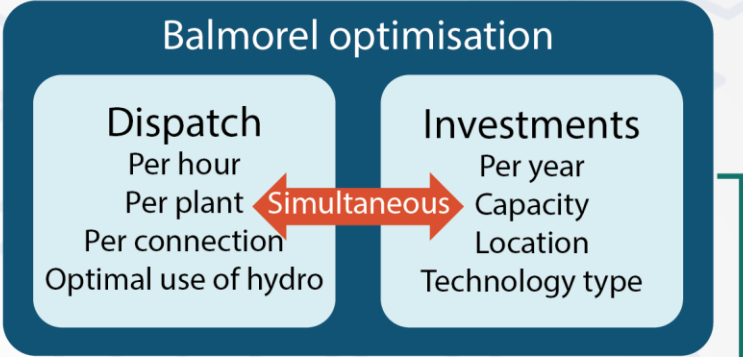 Balmorel optimisation
Dispatch
Per hour
Per plant
Per connection
Optimal use of hydro
Simultaneous
Investments
Per year
Capacity
Location
Technology type